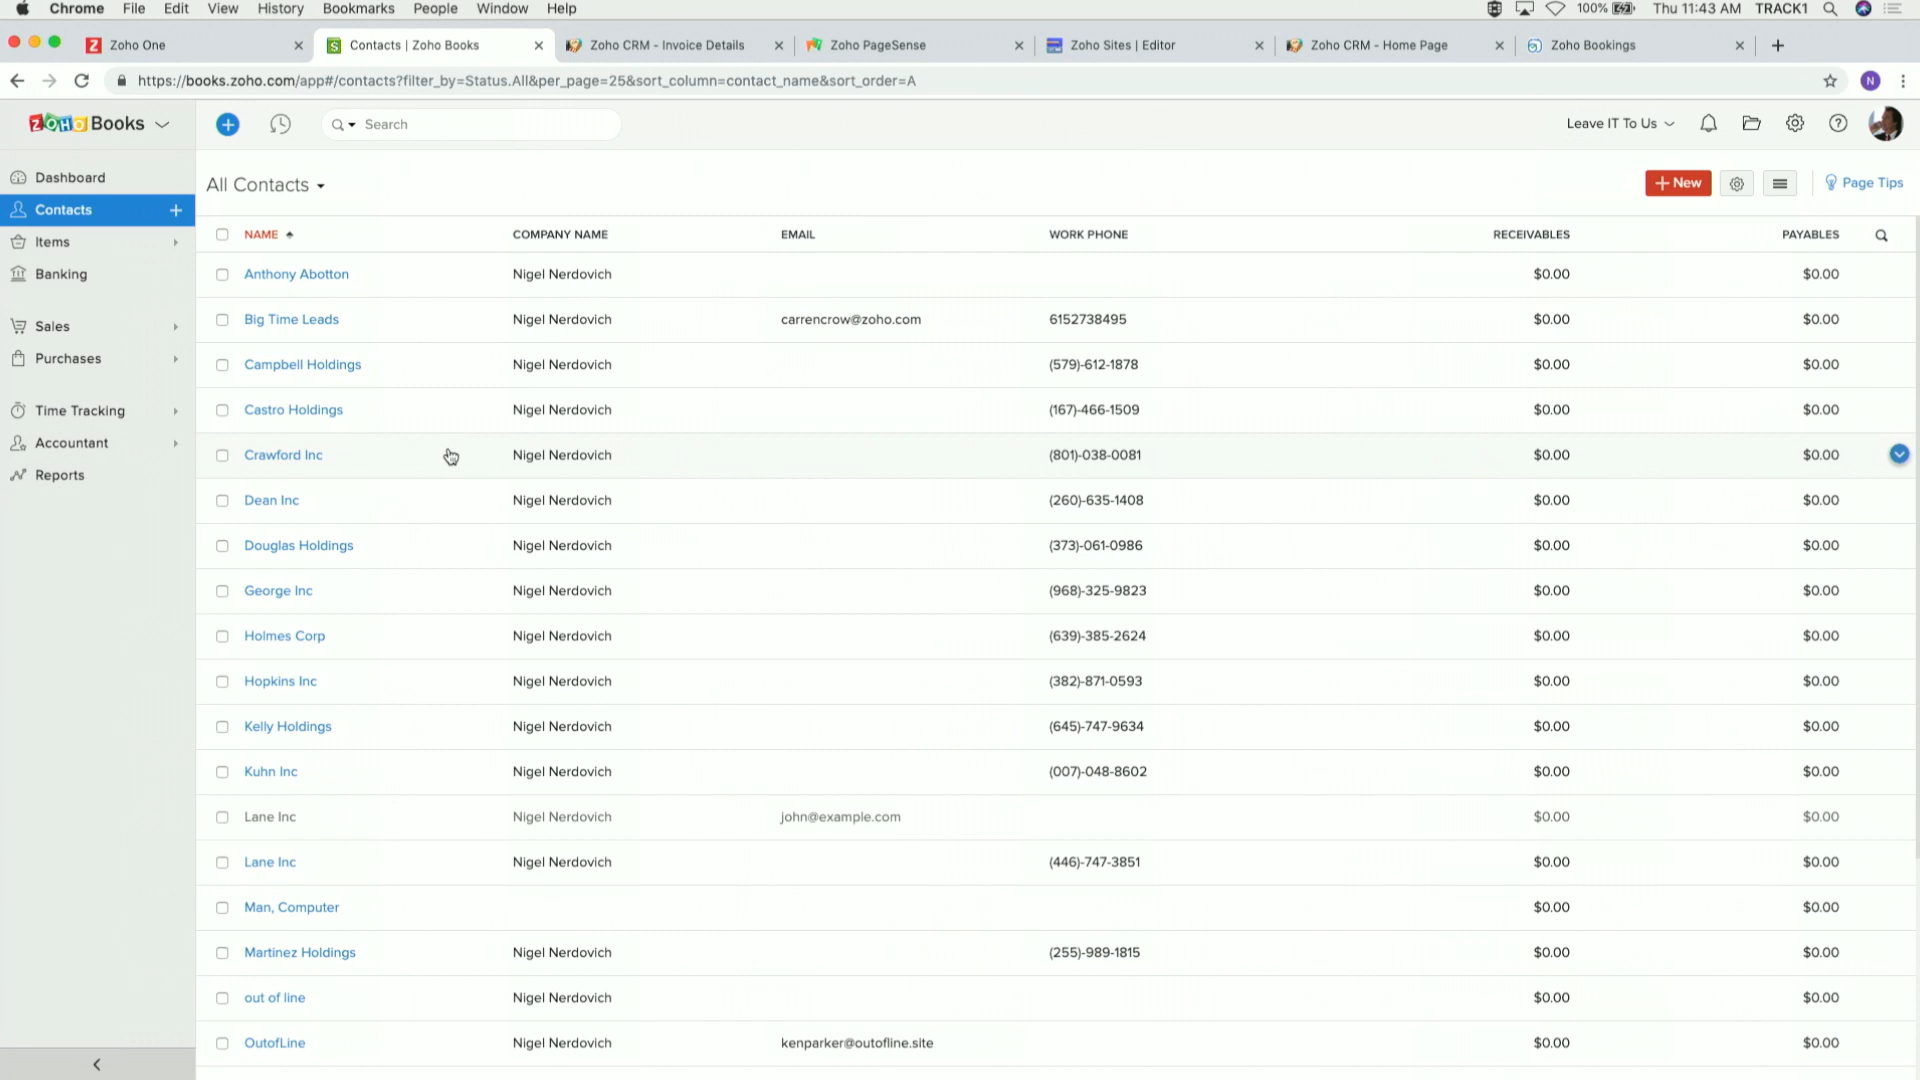 Chrome File Edit View History Bookmarks People Window Help 100% Thu 11:43 AM TRACK1
Zoho One Contacts | Zoho Books Zoho CRM - Invoice Details Zoho PageSense Zoho Sites | Editor Zoho CRM - Home Page Zoho Bookings
https://books.zoho.com/app#/contacts?filter_by=Status.All&per_page=25&sort_column=contact_name&sort_order=A N
ZOHO Books Search Leave IT To Us
Dashboard
Contacts
Items
Banking
Sales
Purchases
Time Tracking
Accountant
Reports
All Contacts New Page Tips
NAME COMPANY NAME EMAIL WORK PHONE RECEIVABLES PAYABLES
Anthony Abotton Nigel Nerdovich $0.00 $0.00
Big Time Leads Nigel Nerdovich carrencrow@zoho.com 6152738495 $0.00 $0.00
Campbell Holdings Nigel Nerdovich (579)-612-1878 $0.00 $0.00
Castro Holdings Nigel Nerdovich (167)-466-1509 $0.00 $0.00
Crawford Inc Nigel Nerdovich (801)-038-0081 $0.00 $0.00
Dean Inc Nigel Nerdovich (260)-635-1408 $0.00 $0.00
Douglas Holdings Nigel Nerdovich (373)-061-0986 $0.00 $0.00
George Inc Nigel Nerdovich (968)-325-9823 $0.00 $0.00
Holmes Corp Nigel Nerdovich (639)-385-2624 $0.00 $0.00
Hopkins Inc Nigel Nerdovich (382)-871-0593 $0.00 $0.00
Kelly Holdings Nigel Nerdovich (645)-747-9634 $0.00 $0.00
Kuhn Inc Nigel Nerdovich (007)-048-8602 $0.00 $0.00
Lane Inc Nigel Nerdovich john@example.com $0.00 $0.00
Lane Inc Nigel Nerdovich (446)-747-3851 $0.00 $0.00
Man, Computer $0.00 $0.00
Martinez Holdings Nigel Nerdovich (255)-989-1815 $0.00 $0.00
out of line Nigel Nerdovich $0.00 $0.00
OutofLine Nigel Nerdovich kenparker@outofline.site $0.00 $0.00